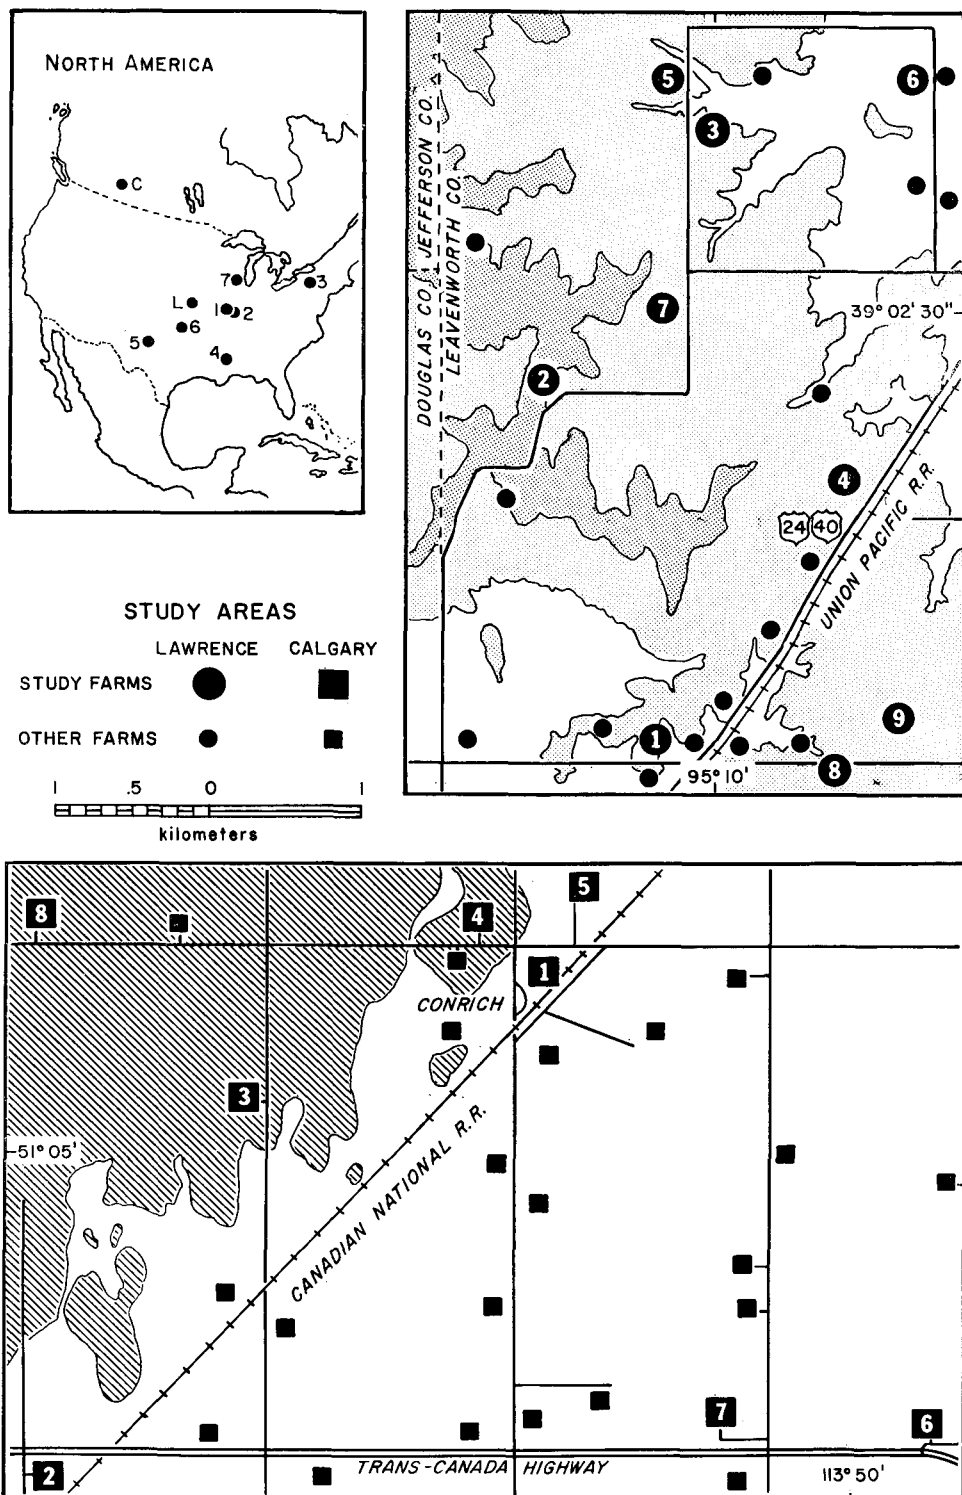 NORTH AMERICA
C
7
3
L
1
2
6
5
4
STUDY AREAS
LAWRENCE CALGARY
STUDY FARMS
OTHER FARMS
1 .5 0 1
kilometers
DOUGLAS CO. JEFFERSON CO.
LEAVENWORTH CO.
5
6
3
39° 02' 30"
7
2
4
24 40
UNION PACIFIC R.R.
9
1
8
95° 10'
8
4
5
1
CONRICH
3
51° 05'
CANADIAN NATIONAL R.R.
7
6
2
TRANS-CANADA HIGHWAY
113° 50'